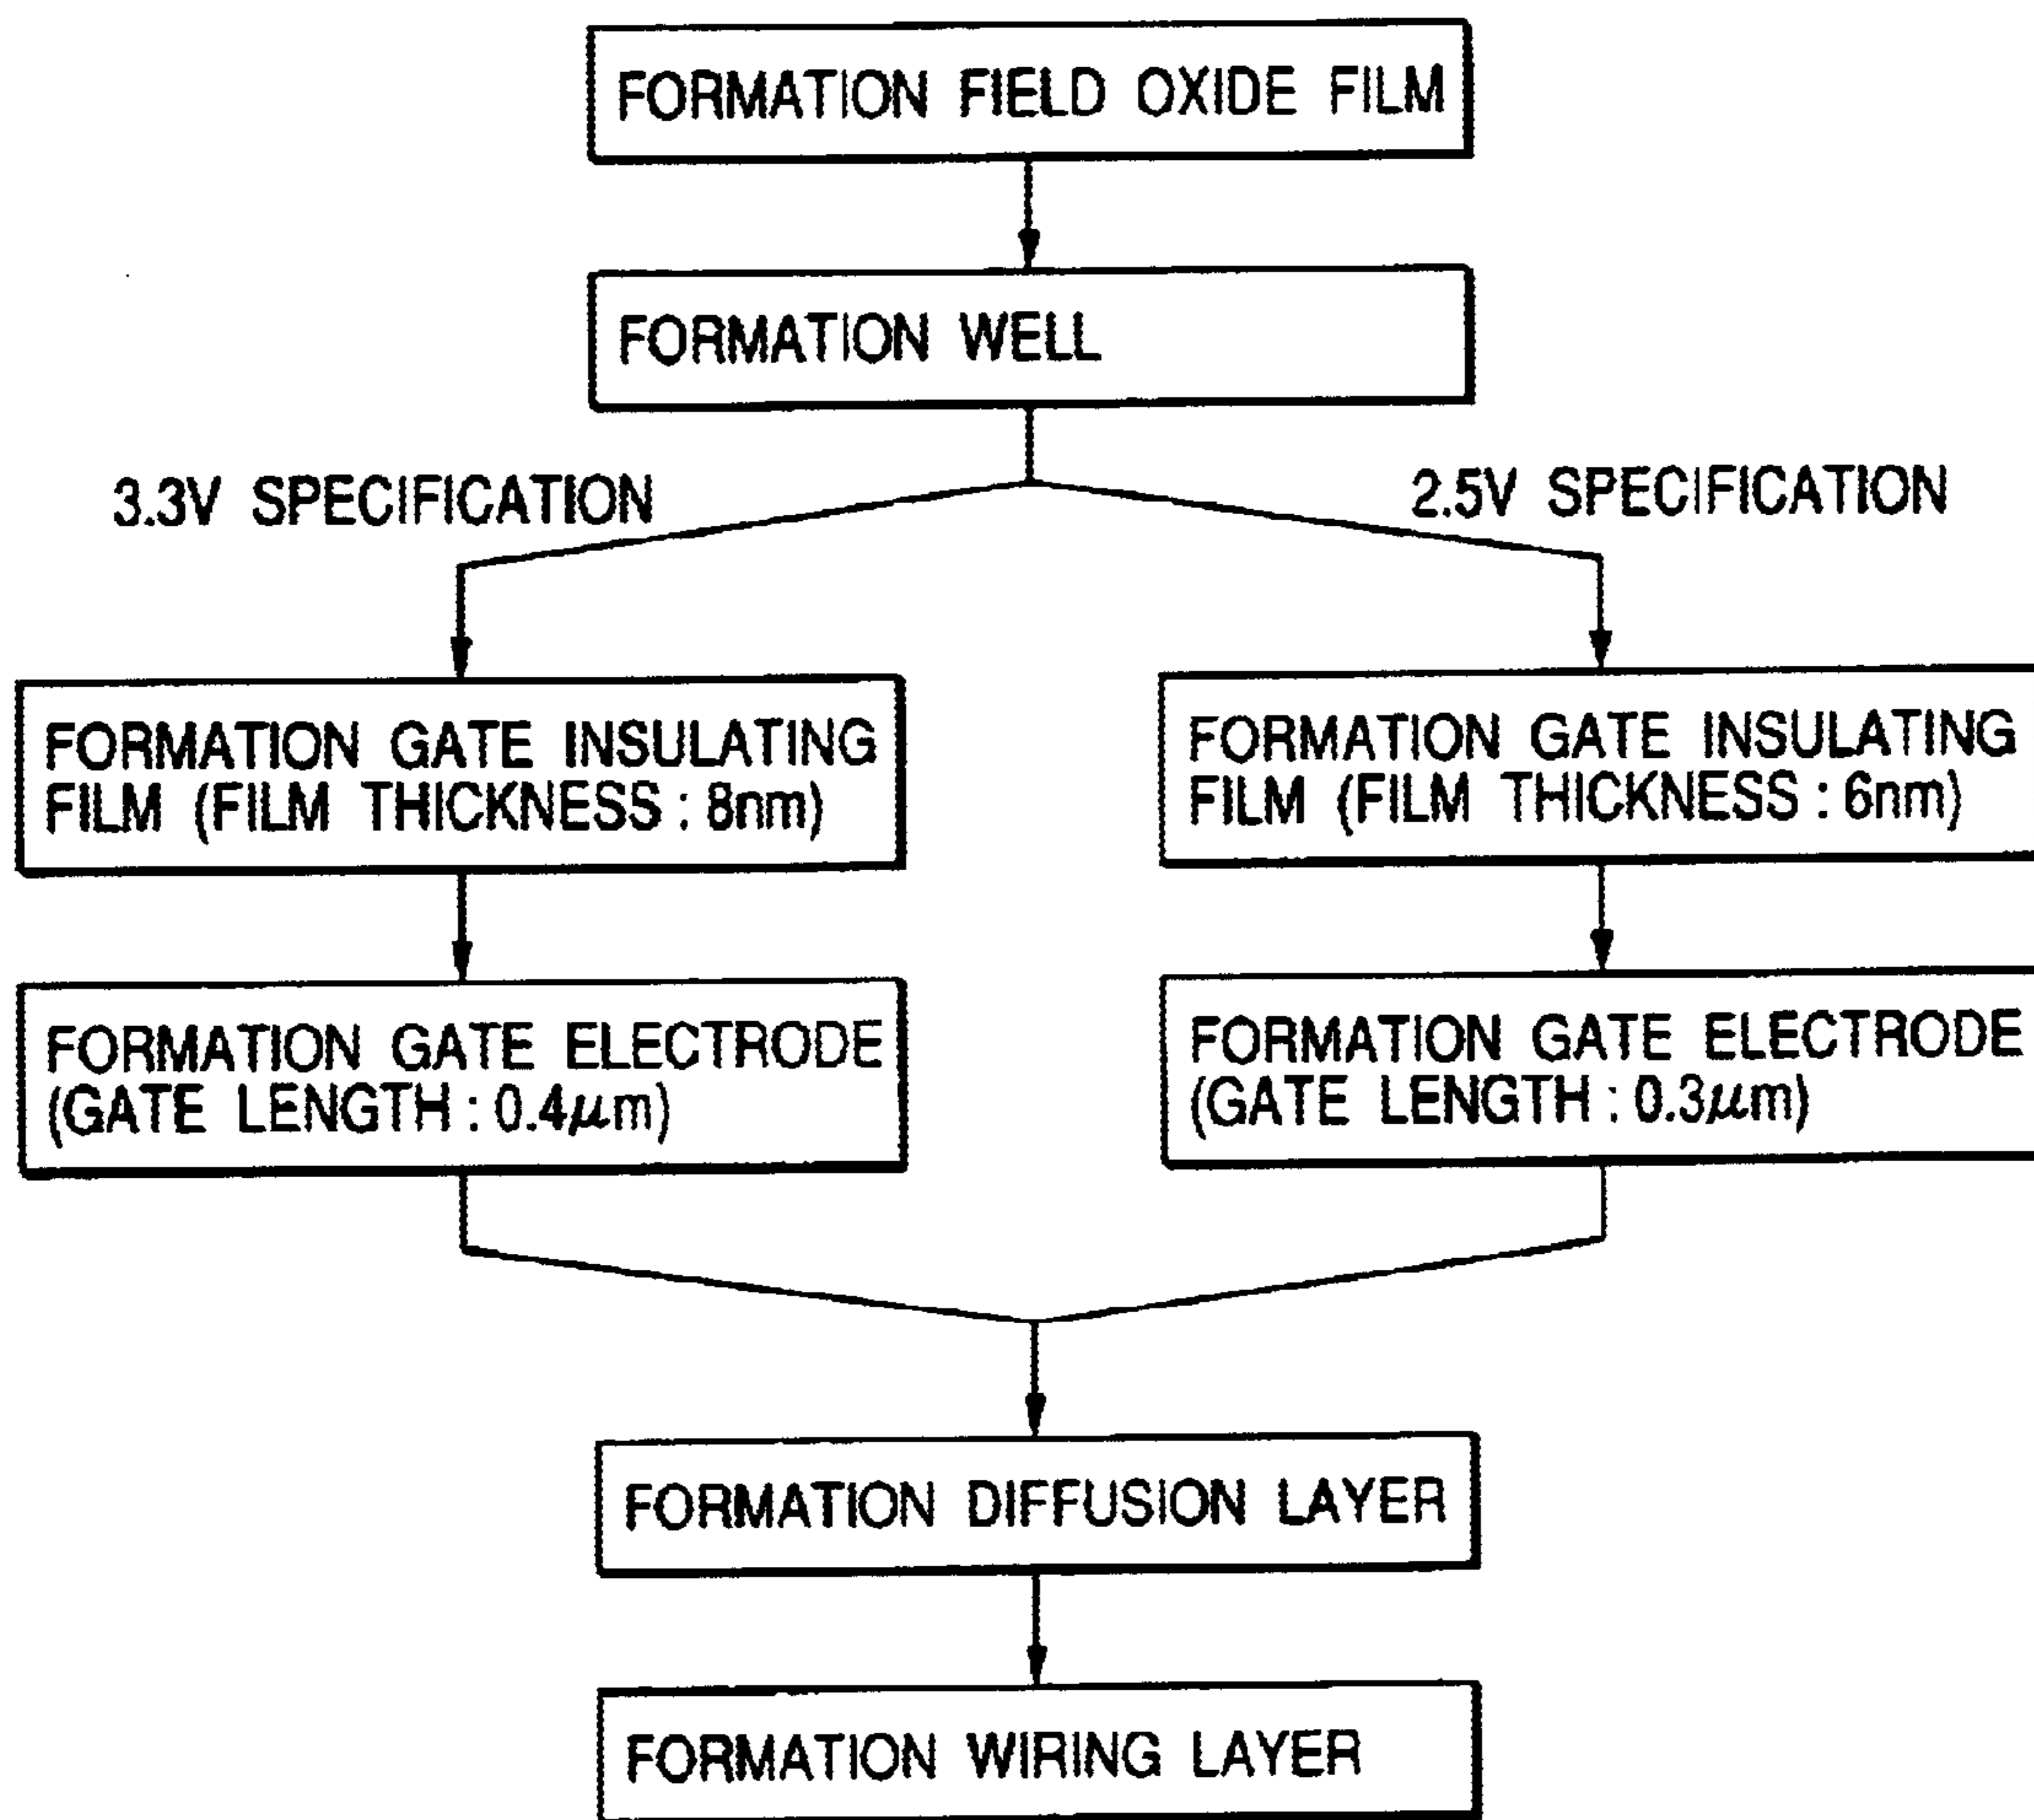 FORMATION FIELD OXIDE FILM
FORMATION WELL
3.3V SPECIFICATION
2.5V SPECIFICATION
FORMATION GATE INSULATING
FILM (FILM THICKNESS : 8nm)
FORMATION GATE INSULATING
FILM (FILM THICKNESS : 6nm)
FORMATION GATE ELECTRODE
(GATE LENGTH : 0.4μm)
FORMATION GATE ELECTRODE
(GATE LENGTH : 0.3μm)
FORMATION DIFFUSION LAYER
FORMATION WIRING LAYER